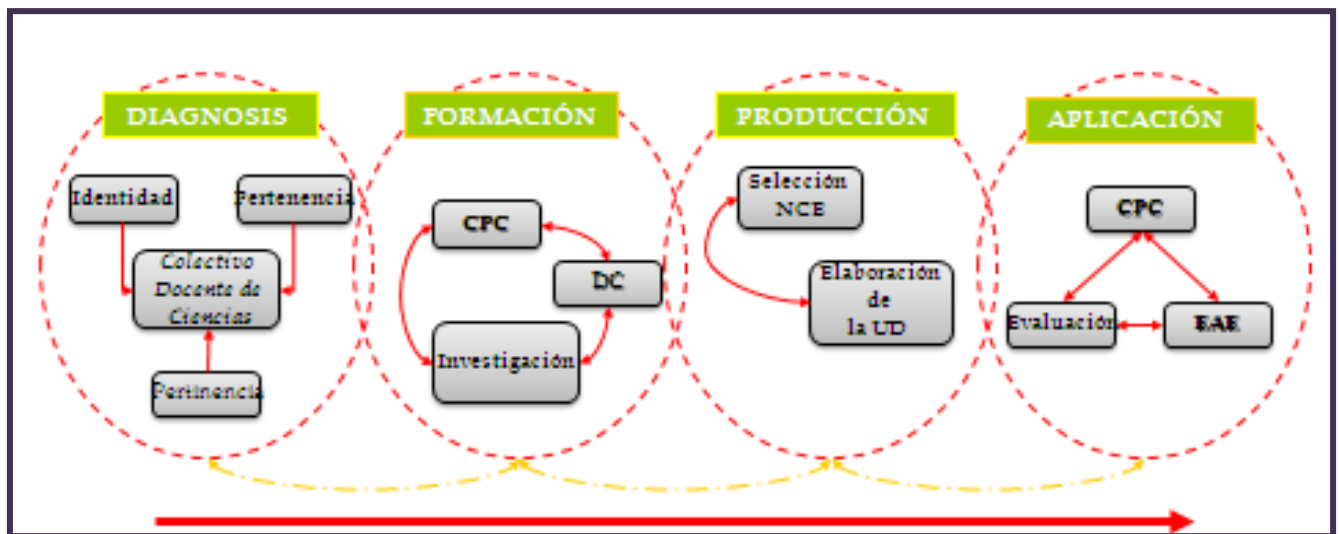 DIAGNOSIS
Identidad
Pertenencia
Colectivo
Docente de
Ciencias
Pertinencia
FORMACIÓN
CPC
DC
Investigación
PRODUCCIÓN
Selección
NCE
Elaboración
de
la UD
APLICACIÓN
CPC
Evaluación
EAE